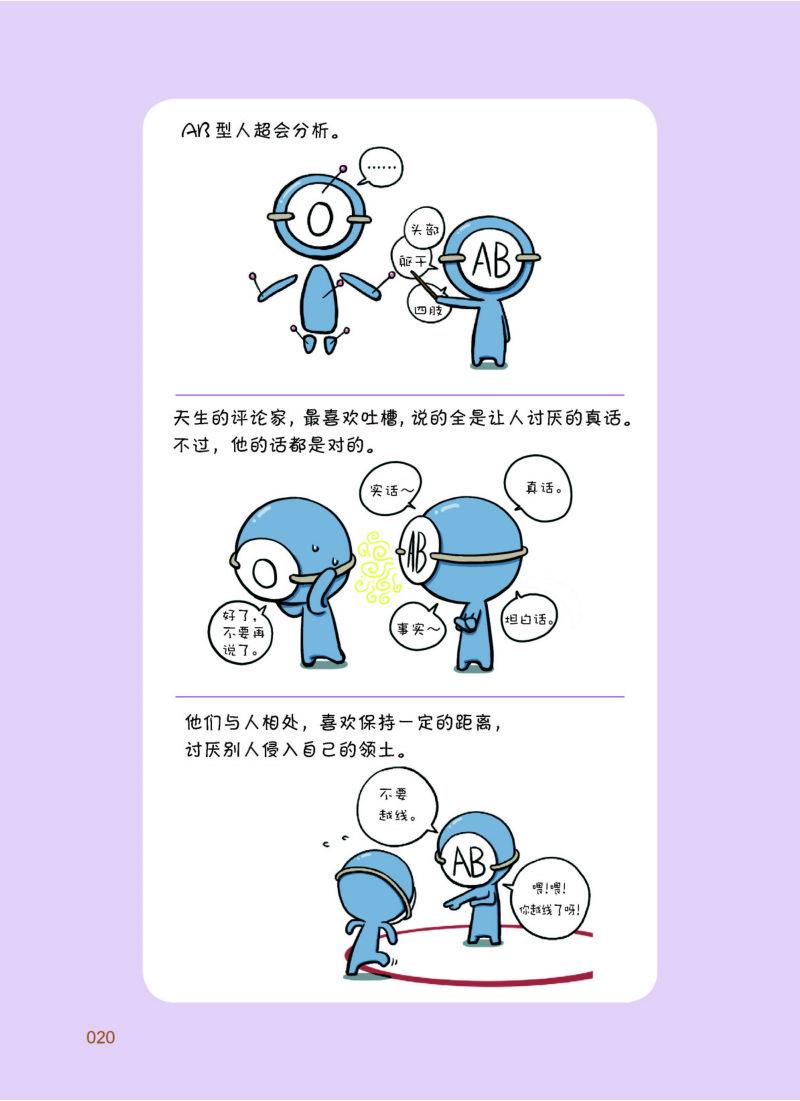 AB型人超会分析。
……
O
头部
躯干
四肢
AB
天生的评论家，最喜欢吐槽，说的全是让人讨厌的真话。
不过，他的话都是对的。
实话～
真话。
O
AB
好了，
不要再
说了。
事实～
坦白话。
他们与人相处，喜欢保持一定的距离，
讨厌别人侵入自己的领土。
不要
越线。
AB
喂！喂！
你越线了呀！
020